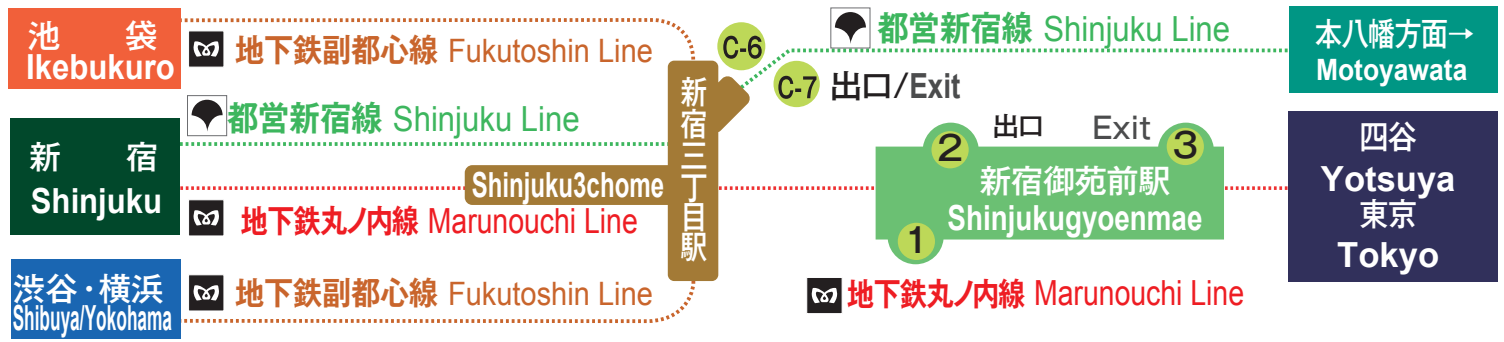 池 袋
Ikebukuro
地下鉄副都心線 Fukutoshin Line
都営新宿線 Shinjuku Line
新 宿
Shinjuku
地下鉄丸ノ内線 Marunouchi Line
渋谷・横浜
Shibuya/Yokohama
地下鉄副都心線 Fukutoshin Line
新宿三丁目駅
Shinjuku3chome
C-6
C-7 出口/Exit
都営新宿線 Shinjuku Line
本八幡方面→
Motoyawata
2 出口 Exit 3
新宿御苑前駅
Shinjukugyoenmae
1
地下鉄丸ノ内線 Marunouchi Line
四谷
Yotsuya
東京
Tokyo